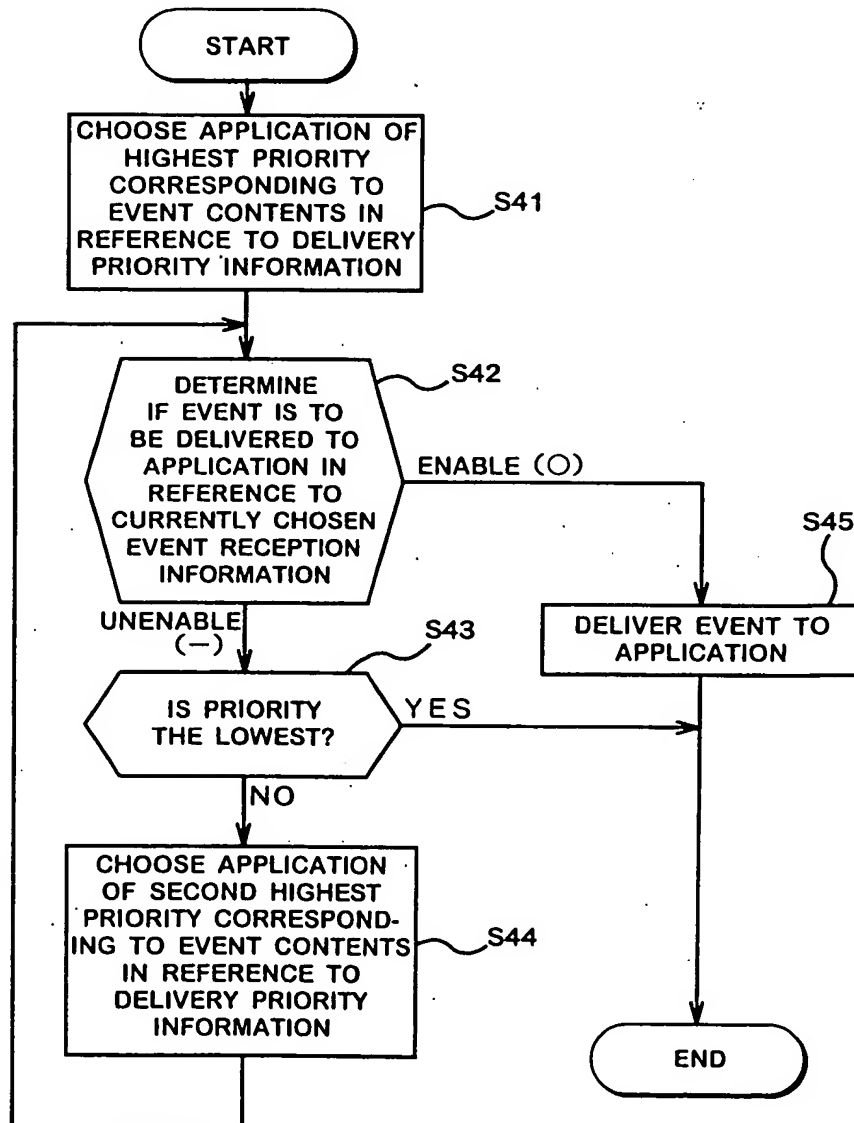 START
CHOOSE APPLICATION OF
HIGHEST PRIORITY
CORRESPONDING TO
EVENT CONTENTS IN
REFERENCE TO DELIVERY
PRIORITY INFORMATION
S41
DETERMINE
IF EVENT IS TO
BE DELIVERED TO
APPLICATION IN
REFERENCE TO
CURRENTLY CHOSEN
EVENT RECEPTION
INFORMATION
S42
ENABLE (○)
UNENABLE
(—)
S45
DELIVER EVENT TO
APPLICATION
S43
IS PRIORITY
THE LOWEST?
YES
NO
CHOOSE APPLICATION
OF SECOND HIGHEST
PRIORITY CORRESPOND-
ING TO EVENT CONTENTS
IN REFERENCE TO
DELIVERY PRIORITY
INFORMATION
S44
END